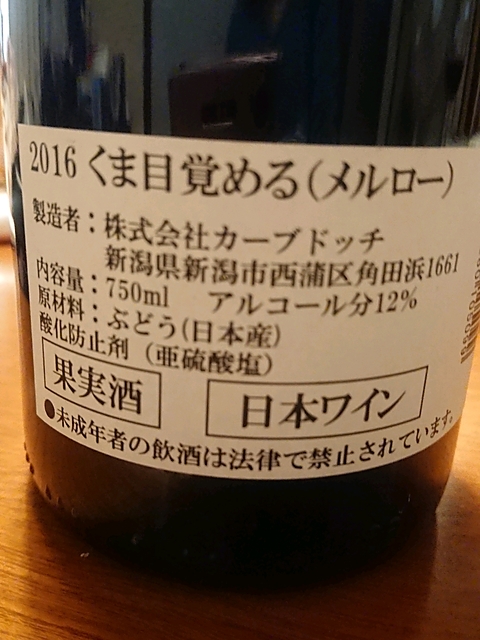 2016 くま目覚める(メルロー)
製造者：株式会社カーブドッチ
新潟県新潟市西蒲区角田浜1661
内容量：750ml アルコール分12%
原材料：ぶどう(日本産)
酸化防止剤(亜硫酸塩)
果実酒 日本ワイン
●未成年者の飲酒は法律で禁止されています。